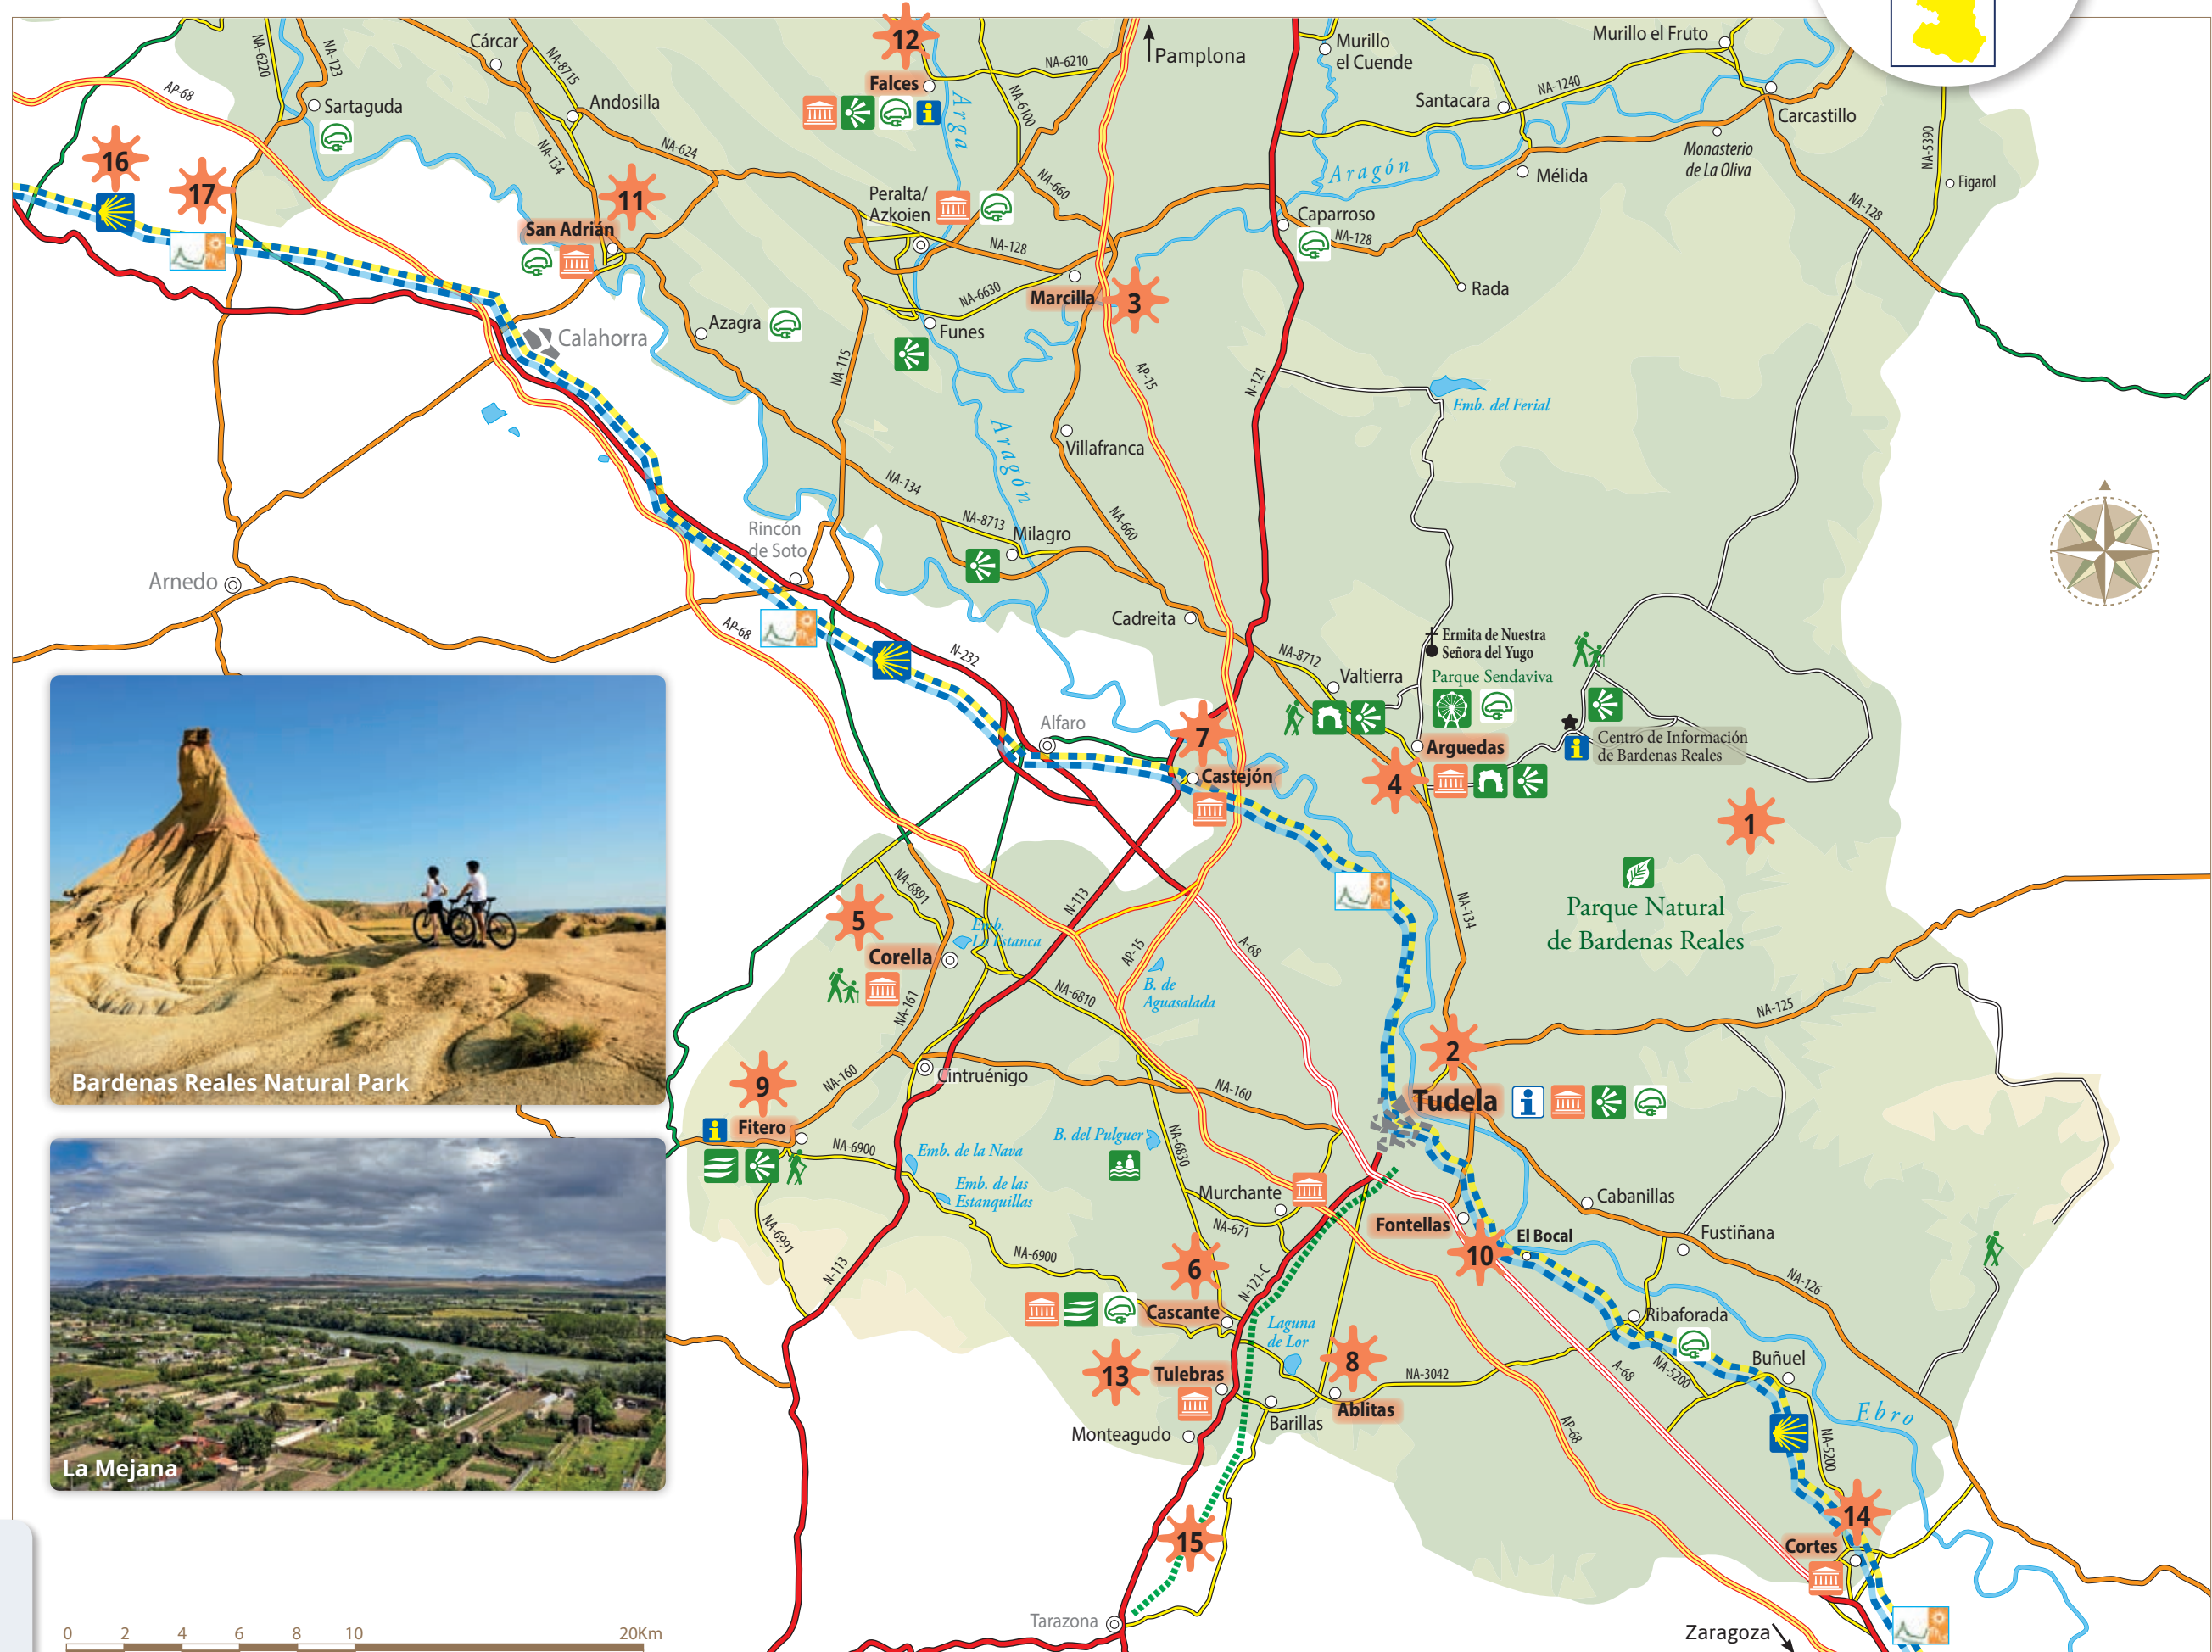 12
Falces
NA-6220
NA-123
Cárcar
NA-8715
Andosilla
Sartaguda
AP-68
NA-134
NA-624
Arga
NA-6100
NA-6210
Pamplona
Murillo
el Cuende
Murillo el Fruto
Santacara
NA-1240
Carcastillo
Monasterio
de La Oliva
Mélida
NA-5390
Figarol
NA-128
Aragón
16
17
11
San Adrián
Peralta/
Azkoien
NA-660
NA-128
Caparroso
NA-128
Rada
Marcilla
3
NA-6630
Funes
Azagra
Calahorra
NA-115
AP-15
N-121
Emb. del Ferial
Villafranca
Aragón
NA-134
NA-8713
Milagro
NA-660
Rincón
de Soto
Arnedo
AP-68
N-232
Cadreita
NA-8712
Valtierra
Ermita de Nuestra
Señora del Yugo
Parque Sendaviva
Arguedas
4
Centro de Información
de Bardenas Reales
Alfaro
7
Castejón
1
Parque Natural
de Bardenas Reales
NA-6891
5
Corella
Emb.
La Estanca
N-113
A-68
AP-15
B. de
Aguasalada
NA-134
NA-6810
NA-161
NA-125
2
Tudela
9
Fitero
NA-160
Cintruénigo
NA-160
NA-6900
Emb. de la Nava
B. del Pulguer
NA-6830
Emb. de las
Estanquillas
Murchante
NA-671
Fontellas
10
El Bocal
Cabanillas
Fustiñana
NA-126
NA-6991
N-113
NA-6900
6
Cascante
N-121-C
Laguna
de Lor
8
Ablitas
NA-3042
13
Tulebras
Barillas
Monteagudo
Ribaforada
A-68
NA-5200
Buñuel
AP-68
Ebro
NA-5200
14
Cortes
15
Tarazona
Zaragoza
Bardenas Reales Natural Park
La Mejana
0 2 4 6 8 10 20Km